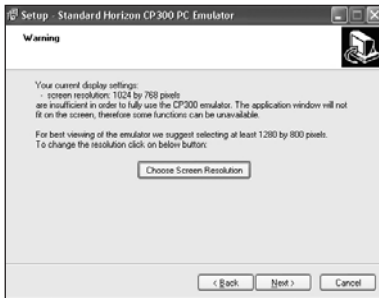 Setup - Standard Horizon CP300 PC Emulator
Warning
Your current display settings:
- screen resolution: 1024 by 768 pixels
are insufficient in order to fully use the CP300 emulator. The application window will not
fit on the screen, therefore some functions can be unavailable.
For best viewing of the emulator we suggest selecting at least 1280 by 800 pixels.
To change the resolution click on below button:
Choose Screen Resolution
< Back
Next >
Cancel